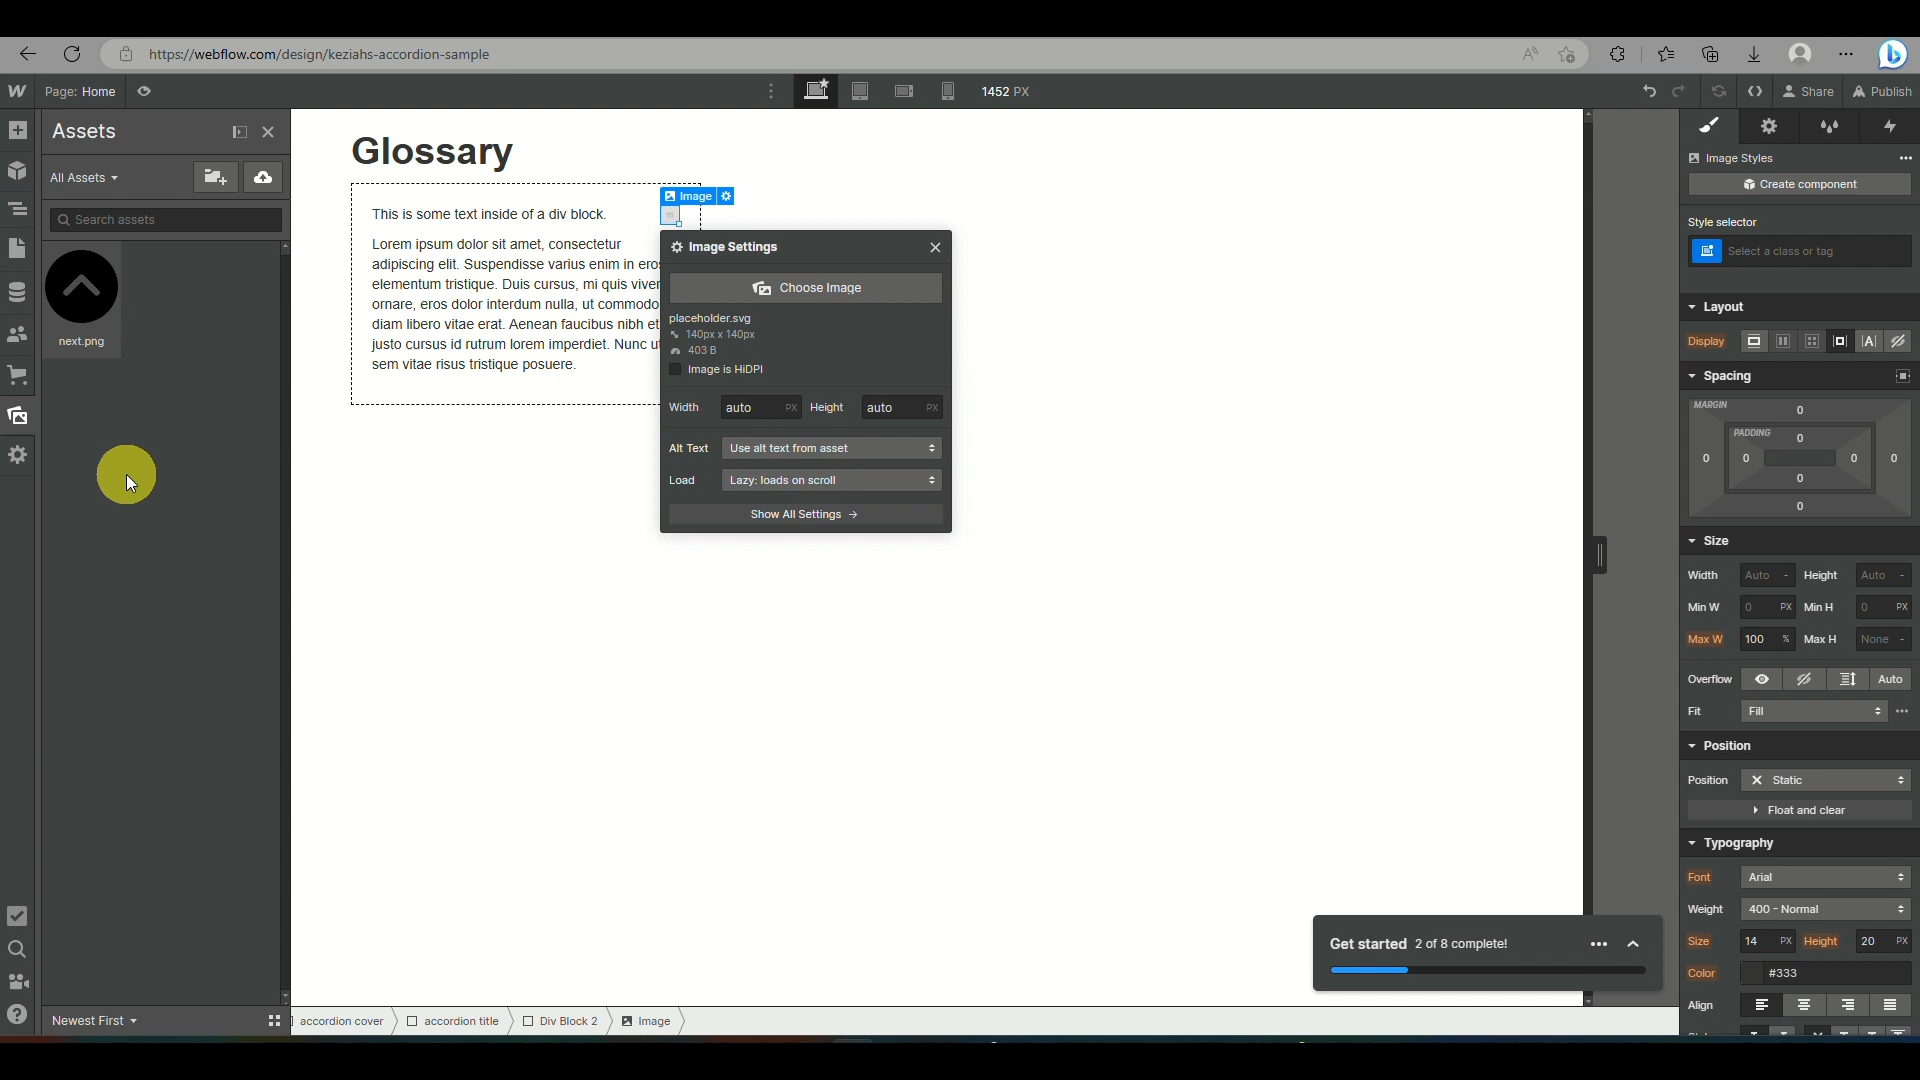 https://webflow.com/design/keziahs-accordion-sample
Page: Home
1452 PX
Share
Publish
Assets
All Assets
Search assets
next.png
Newest First
Glossary
This is some text inside of a div block.
Lorem ipsum dolor sit amet, consectetur
adipiscing elit. Suspendisse varius enim in eros
elementum tristique. Duis cursus, mi quis viver
ornare, eros dolor interdum nulla, ut commodo
diam libero vitae erat. Aenean faucibus nibh et
justo cursus id rutrum lorem imperdiet. Nunc u
sem vitae risus tristique posuere.
Image
Image Settings
Choose Image
placeholder.svg
140px x 140px
403 B
Image is HiDPI
Width auto PX Height auto PX
Alt Text Use alt text from asset
Load Lazy: loads on scroll
Show All Settings
Get started 2 of 8 complete!
accordion cover
accordion title
Div Block 2
Image
Image Styles
Create component
Style selector
Select a class or tag
Layout
Display
Spacing
MARGIN
0
PADDING
0
0 0 0 0
0
0
Size
Width Auto - Height Auto -
Min W 0 PX Min H 0 PX
Max W 100 % Max H None -
Overflow Auto
Fit Fill
Position
Position Static
Float and clear
Typography
Font Arial
Weight 400 - Normal
Size 14 PX Height 20 PX
Color #333
Align